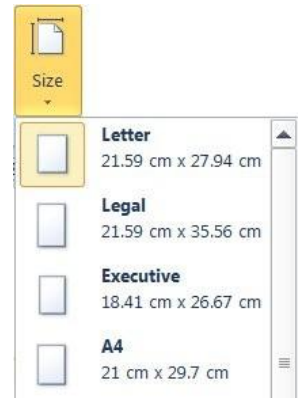 Size
Letter
21.59 cm x 27.94 cm
Legal
21.59 cm x 35.56 cm
Executive
18.41 cm x 26.67 cm
A4
21 cm x 29.7 cm